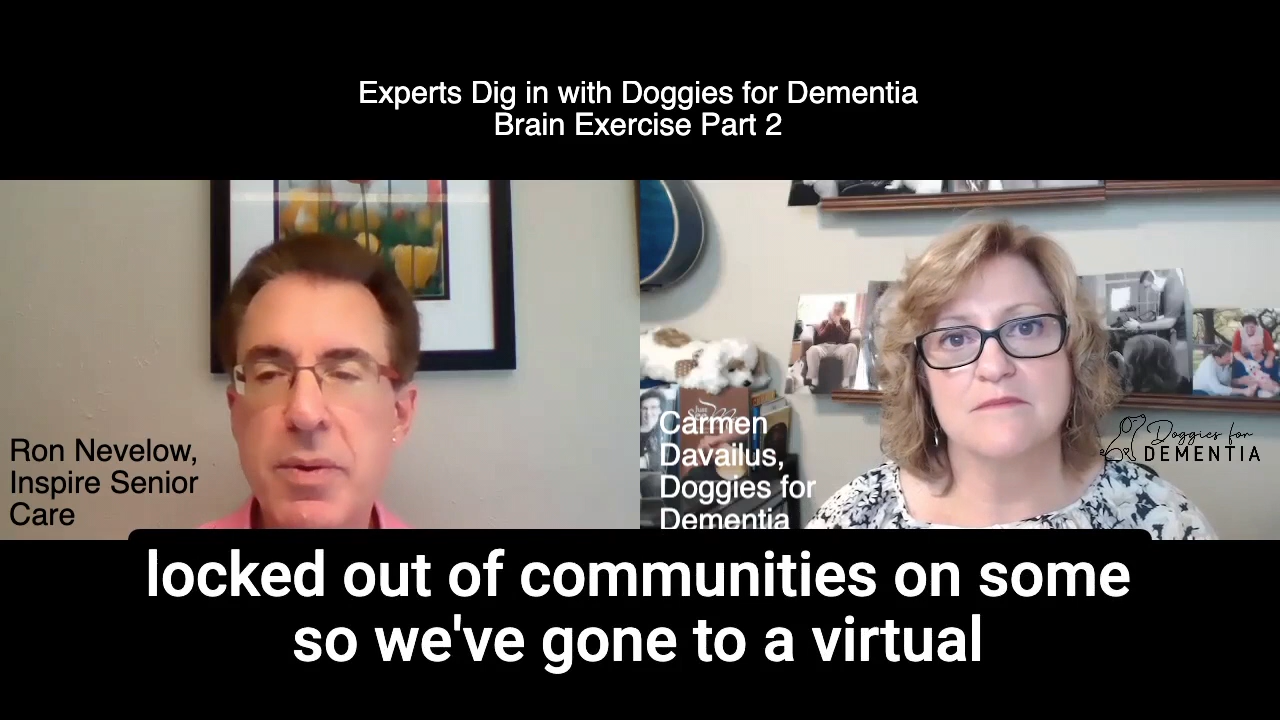 Experts Dig in with Doggies for Dementia
Brain Exercise Part 2
Ron Nevelow,
Inspire Senior
Care
Carmen
Davailus,
Doggies for
Dementia
Doggies for
DEMENTIA
locked out of communities on some
so we've gone to a virtual